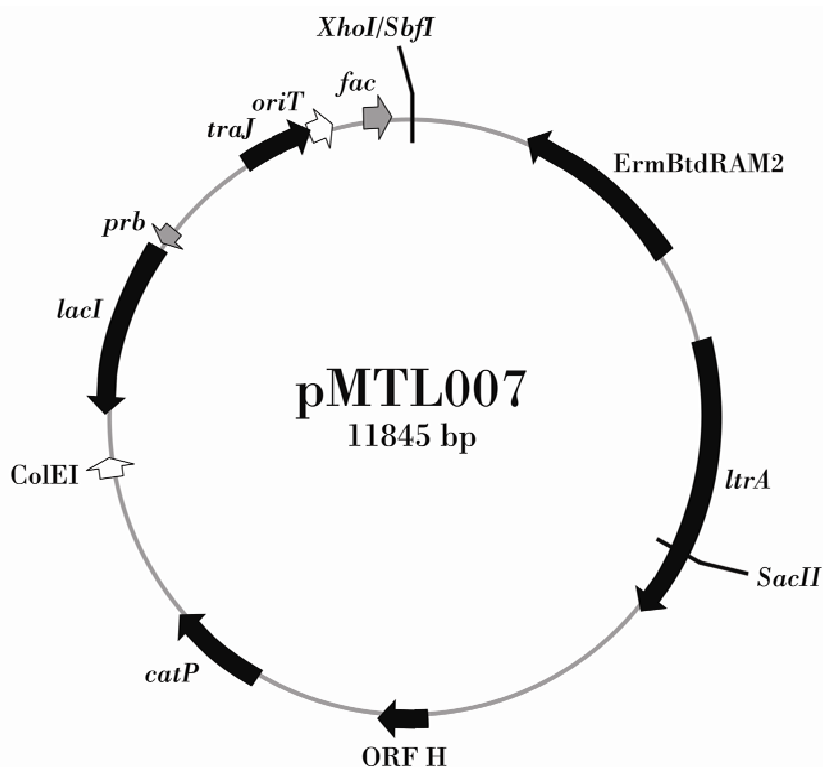 XhoI/SbfI
fac
oriT
traJ
ErmBtdRAM2
prb
lacI
pMTL007
11845 bp
ColEI
ltrA
SacII
catP
ORF H